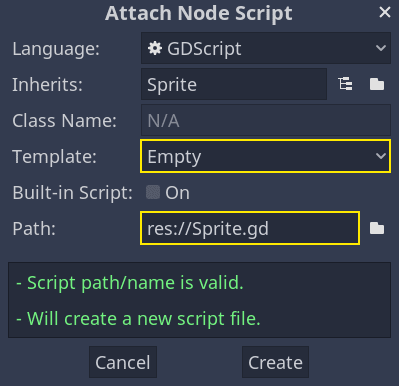 Attach Node Script
Language: GDScript
Inherits: Sprite
Class Name: N/A
Template: Empty
Built-in Script: On
Path: res://Sprite.gd
- Script path/name is valid.
- Will create a new script file.
Cancel Create